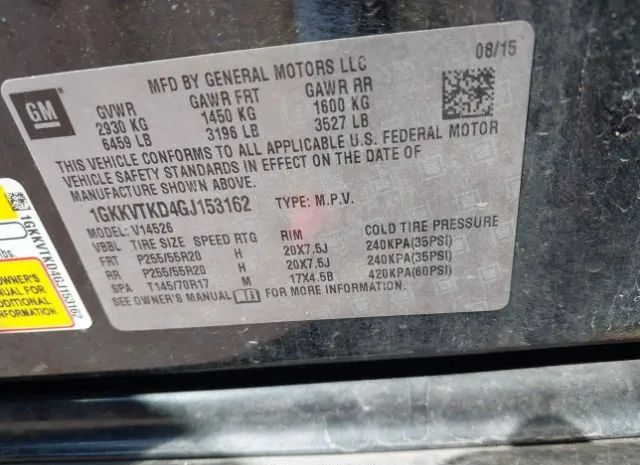 08/15
MFD BY GENERAL MOTORS LLC
GM
GVWR GAWR FRT GAWR RR
2930 KG 1450 KG 1600 KG
6459 LB 3196 LB 3527 LB
THIS VEHICLE CONFORMS TO ALL APPLICABLE U.S. FEDERAL MOTOR
VEHICLE SAFETY STANDARDS IN EFFECT ON THE DATE OF
MANUFACTURE SHOWN ABOVE.
1GKKVTKD4GJ153162 TYPE: M.P.V.
MODEL: V14526
VBBL TIRE SIZE SPEED RTG RIM COLD TIRE PRESSURE
FRT P255/55R20 H 20X7.5J 240KPA(35PSI)
RR P255/55R20 H 20X7.5J 240KPA(35PSI)
SPA T145/70R17 M 17X4.5B 420KPA(60PSI)
SEE OWNER'S MANUAL FOR MORE INFORMATION.
1GKKVTKD4GJ153162
OWNER'S
MANUAL FOR
ADDITIONAL
INFORMATION